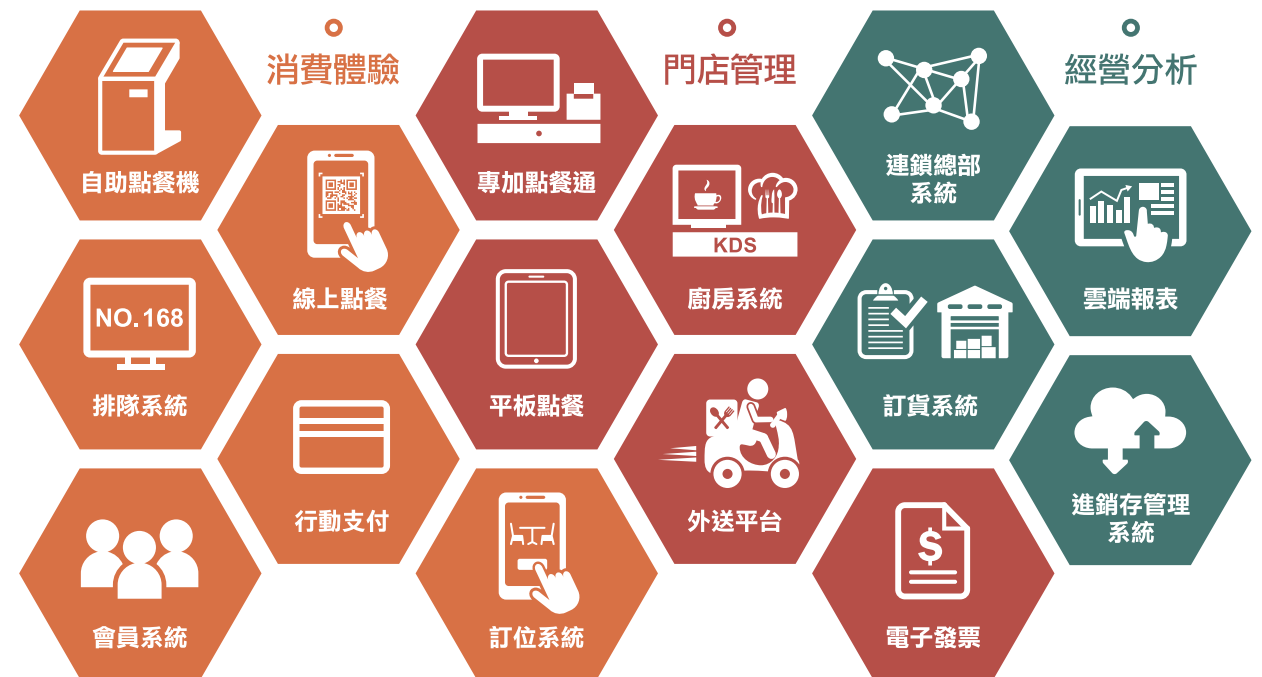 消費體驗
自助點餐機
線上點餐
NO.168
排隊系統
行動支付
會員系統
訂位系統
門店管理
專加點餐通
KDS
廚房系統
平板點餐
外送平台
$
電子發票
經營分析
連鎖總部
系統
雲端報表
訂貨系統
進銷存管理
系統